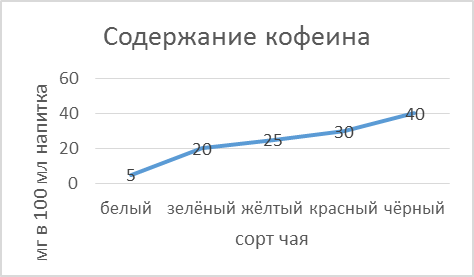 Содержание кофеина
мг в 100 мл напитка
60
40
20
0
5
20
25
30
40
белый зелёный жёлтый красный чёрный
сорт чая